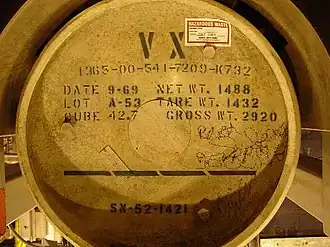 VX
HAZARDOUS WASTE
1365-00-541-7209-K732
DATE 9-69 NET WT. 1488
LOT A-53 TARE WT. 1432
CUBE 42.7 GROSS WT. 2920
SN-52-1421